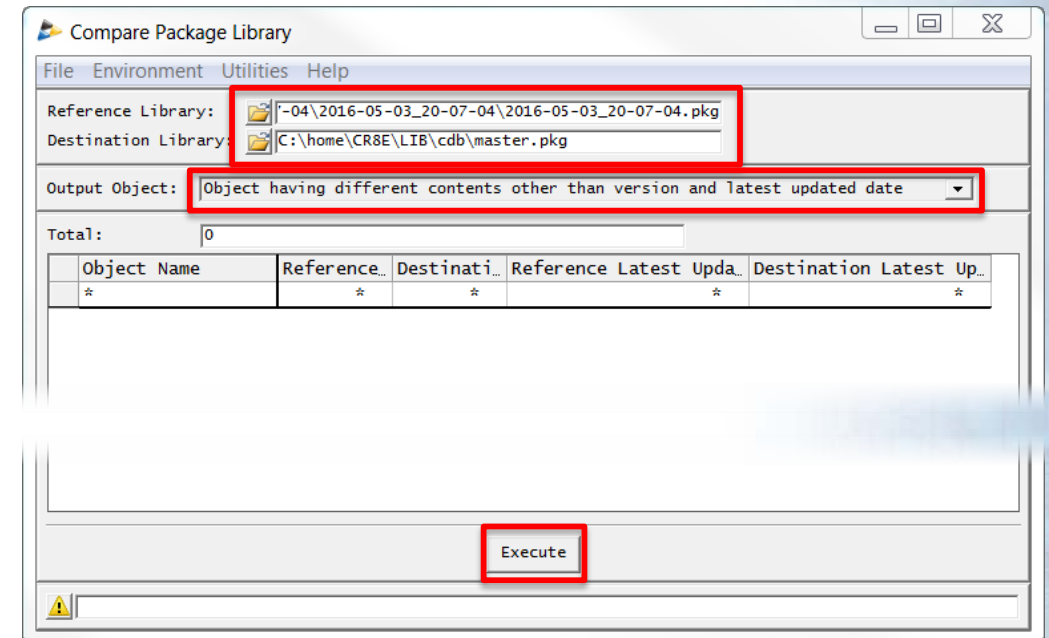 Compare Package Library
File Environment Utilities Help
Reference Library: '-04\2016-05-03_20-07-04\2016-05-03_20-07-04.pkg
Destination Library: C:\home\CR8E\LIB\cdb\master.pkg
Output Object: Object having different contents other than version and latest updated date
Total: 0
Object Name Reference… Destinati… Reference Latest Upda… Destination Latest Up…
* * * * *
Execute